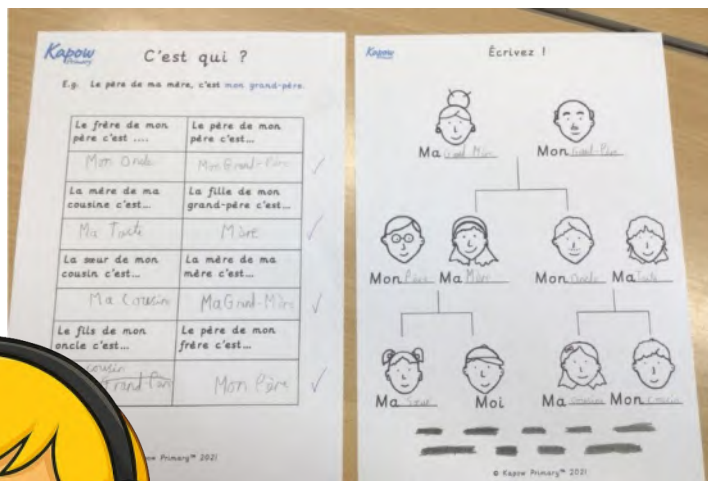 Kapow
Primary
C'est qui ?
E.g. Le père de ma mère, c'est mon grand-père.
Le frère de mon
père c'est ....
Le père de mon
père c'est...
Mon Oncle
Mon Grand-Père
La mère de ma
cousine c'est...
La fille de mon
grand-père c'est...
Ma Tacte
Mère
La sœur de mon
cousin c'est...
La mère de ma
mère c'est...
Ma Cousin
Ma Grand-Mère
Le fils de mon
oncle c'est...
Le père de mon
frère c'est...
cousin
Mon Père
Primary™ 2021
Kapow
Primary
Écrivez !
Ma Grand-Mère
Mon Grand-Père
Mon Père Ma Mère Mon Oncle Ma Tacte
Ma Sœur Moi Ma cousine Mon Cousin
© Kapow Primary™ 2021